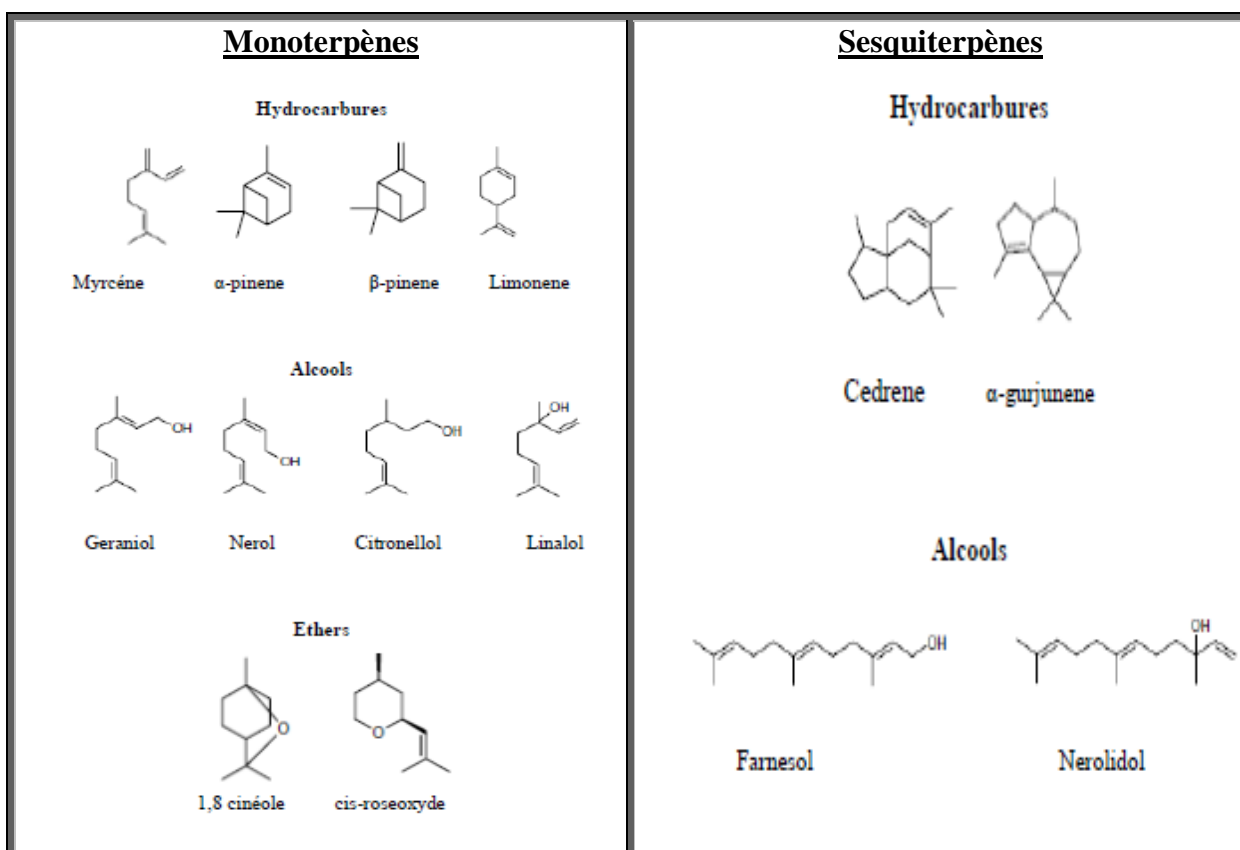 Monoterpènes
Hydrocarbures
Myrcéne α-pinene β-pinene Limonene
Alcools
OH OH OH OH
Geraniol Nerol Citronellol Linalol
Ethers
O O
1,8 cinéole cis-roseoxyde
Sesquiterpènes
Hydrocarbures
Cedrene α-gurjunene
Alcools
OH OH
Farnesol Nerolidol